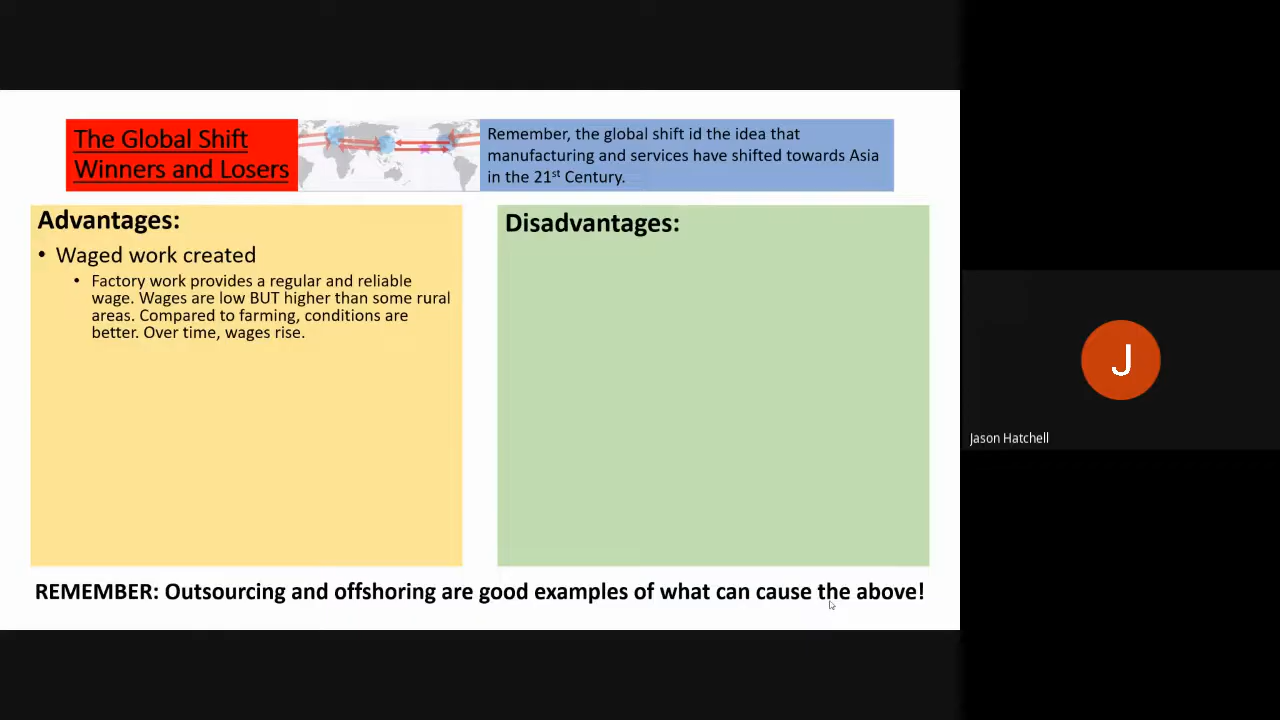 The Global Shift
Winners and Losers
Remember, the global shift id the idea that
manufacturing and services have shifted towards Asia
in the 21st Century.
Advantages:
• Waged work created
• Factory work provides a regular and reliable
wage. Wages are low BUT higher than some rural
areas. Compared to farming, conditions are
better. Over time, wages rise.
Disadvantages:
REMEMBER: Outsourcing and offshoring are good examples of what can cause the above!
J
Jason Hatchell